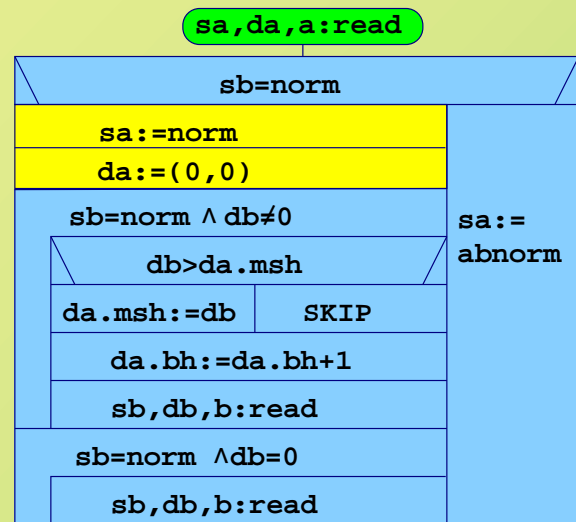 sa,da,a:read
sb=norm
sa:=norm
da:=(0,0)
sb=norm ∧ db≠0
sa:=
abnorm
db>da.msh
da.msh:=db
SKIP
da.bh:=da.bh+1
sb,db,b:read
sb=norm ∧db=0
sb,db,b:read